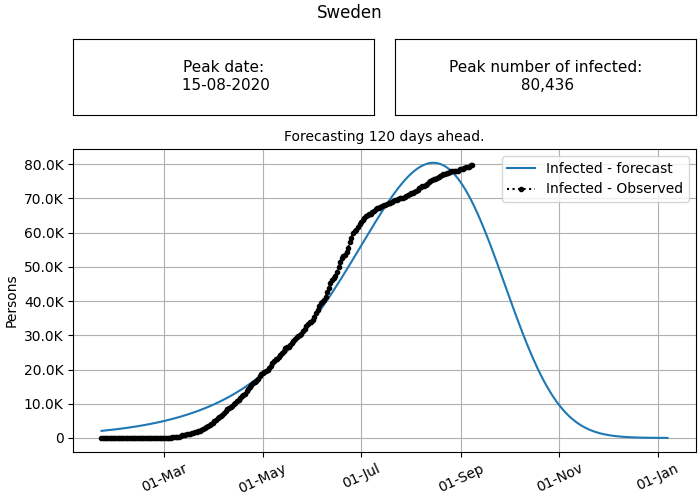 Sweden
Peak date:
15-08-2020
Peak number of infected:
80,436
Forecasting 120 days ahead.
Infected - forecast
Infected - Observed
Persons
80.0K
70.0K
60.0K
50.0K
40.0K
30.0K
20.0K
10.0K
0
01-Mar
01-May
01-Jul
01-Sep
01-Nov
01-Jan